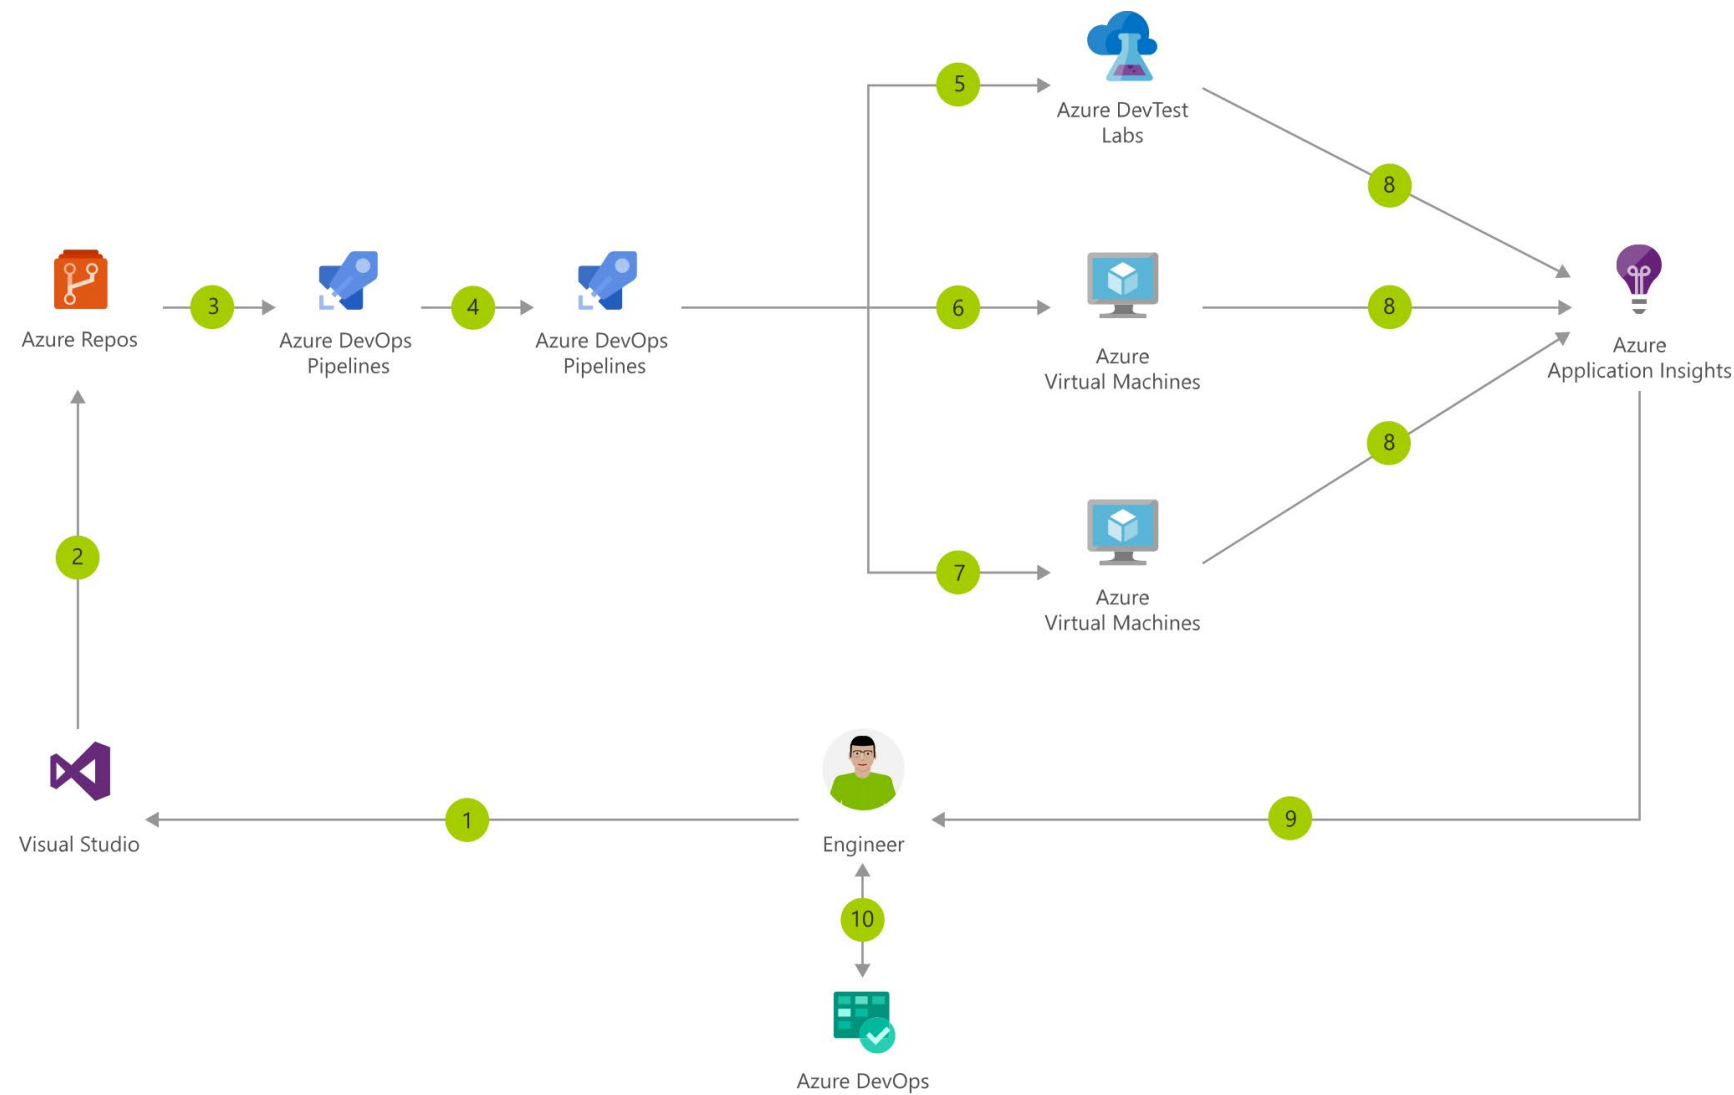 5
Azure DevTest
Labs
8
Azure Repos
3
Azure DevOps
Pipelines
4
Azure DevOps
Pipelines
6
Azure
Virtual Machines
8
Azure
Application Insights
8
2
7
Azure
Virtual Machines
Visual Studio
1
Engineer
9
10
Azure DevOps